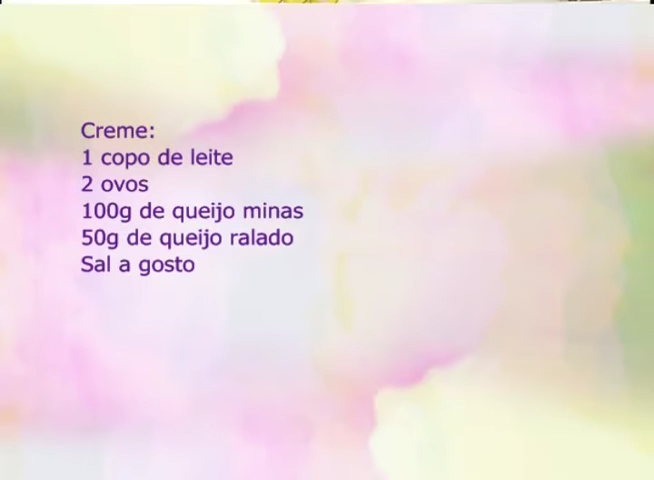 Creme:
1 copo de leite
2 ovos
100g de queijo minas
50g de queijo ralado
Sal a gosto